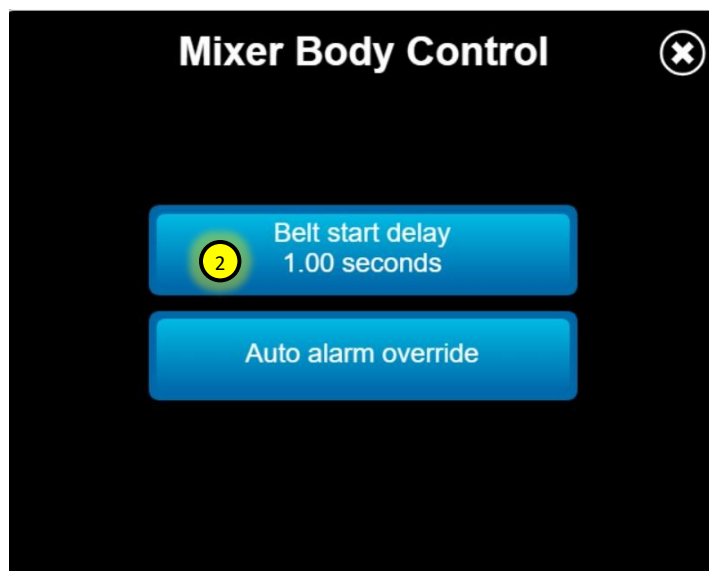 Mixer Body Control
Belt start delay
2
1.00 seconds
Auto alarm override